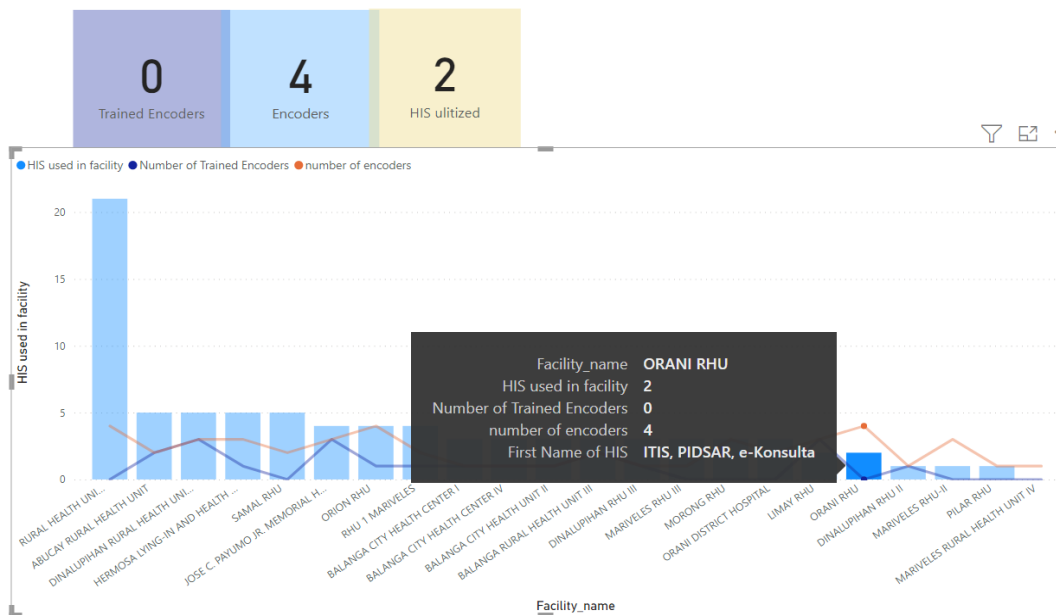 0
Trained Encoders
4
Encoders
2
HIS ulitized
HIS used in facility
Number of Trained Encoders
number of encoders
HIS used in facility
20
15
10
5
0
Facility_name ORANI RHU
HIS used in facility 2
Number of Trained Encoders 0
number of encoders 4
First Name of HIS ITIS, PIDSAR, e-Konsulta
RURAL HEALTH UNI...
ABUCAY RURAL HEALTH UNIT
DINALUPIHAN RURAL HEALTH UNI...
HERMOSA LYING-IN AND HEALTH ...
SAMAL RHU
JOSE C. PAYUMO JR. MEMORIAL H...
ORION RHU
RHU 1 MARIVELES
BALANGA CITY HEALTH CENTER I
BALANGA CITY HEALTH CENTER IV
BALANGA CITY HEALTH UNIT II
BALANGA RURAL HEALTH UNIT III
DINALUPIHAN RHU III
MARIVELES RHU III
MORONG RHU
ORANI DISTRICT HOSPITAL
LIMAY RHU
ORANI RHU
DINALUPIHAN RHU II
MARIVELES RHU-II
PILAR RHU
MARIVELES RURAL HEALTH UNIT IV
Facility_name